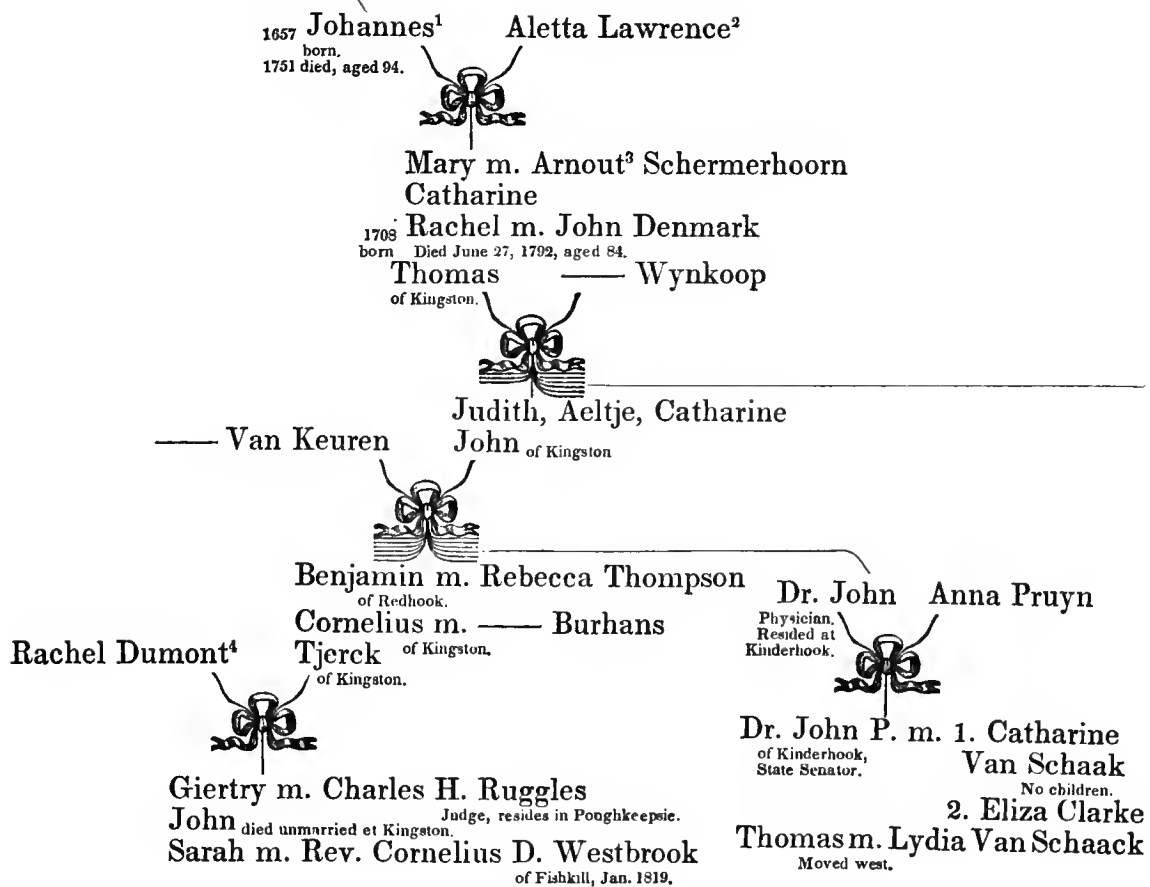 1657 Johannes¹ Aletta Lawrence²
born.
1751 died, aged 94.
Mary m. Arnout³ Schermerhoorn
Catharine
1708 Rachel m. John Denmark
born Died June 27, 1792, aged 84.
Thomas —— Wynkoop
of Kingston.
Judith, Aeltje, Catharine
—— Van Keuren John of Kingston
Benjamin m. Rebecca Thompson
of Redhook.
Cornelius m. —— Burhans
of Kingston.
Rachel Dumont⁴ Tjerck
of Kingston.
Giertry m. Charles H. Ruggles
Judge, resides in Poughkeepsie.
John died unmarried at Kingston.
Sarah m. Rev. Cornelius D. Westbrook
of Fishkill, Jan. 1819.
Dr. John Anna Pruyn
Physician.
Resided at
Kinderhook.
Dr. John P. m. 1. Catharine
of Kinderhook,
State Senator.
Van Schaak
No children.
2. Eliza Clarke
Thomas m. Lydia Van Schaack
Moved west.